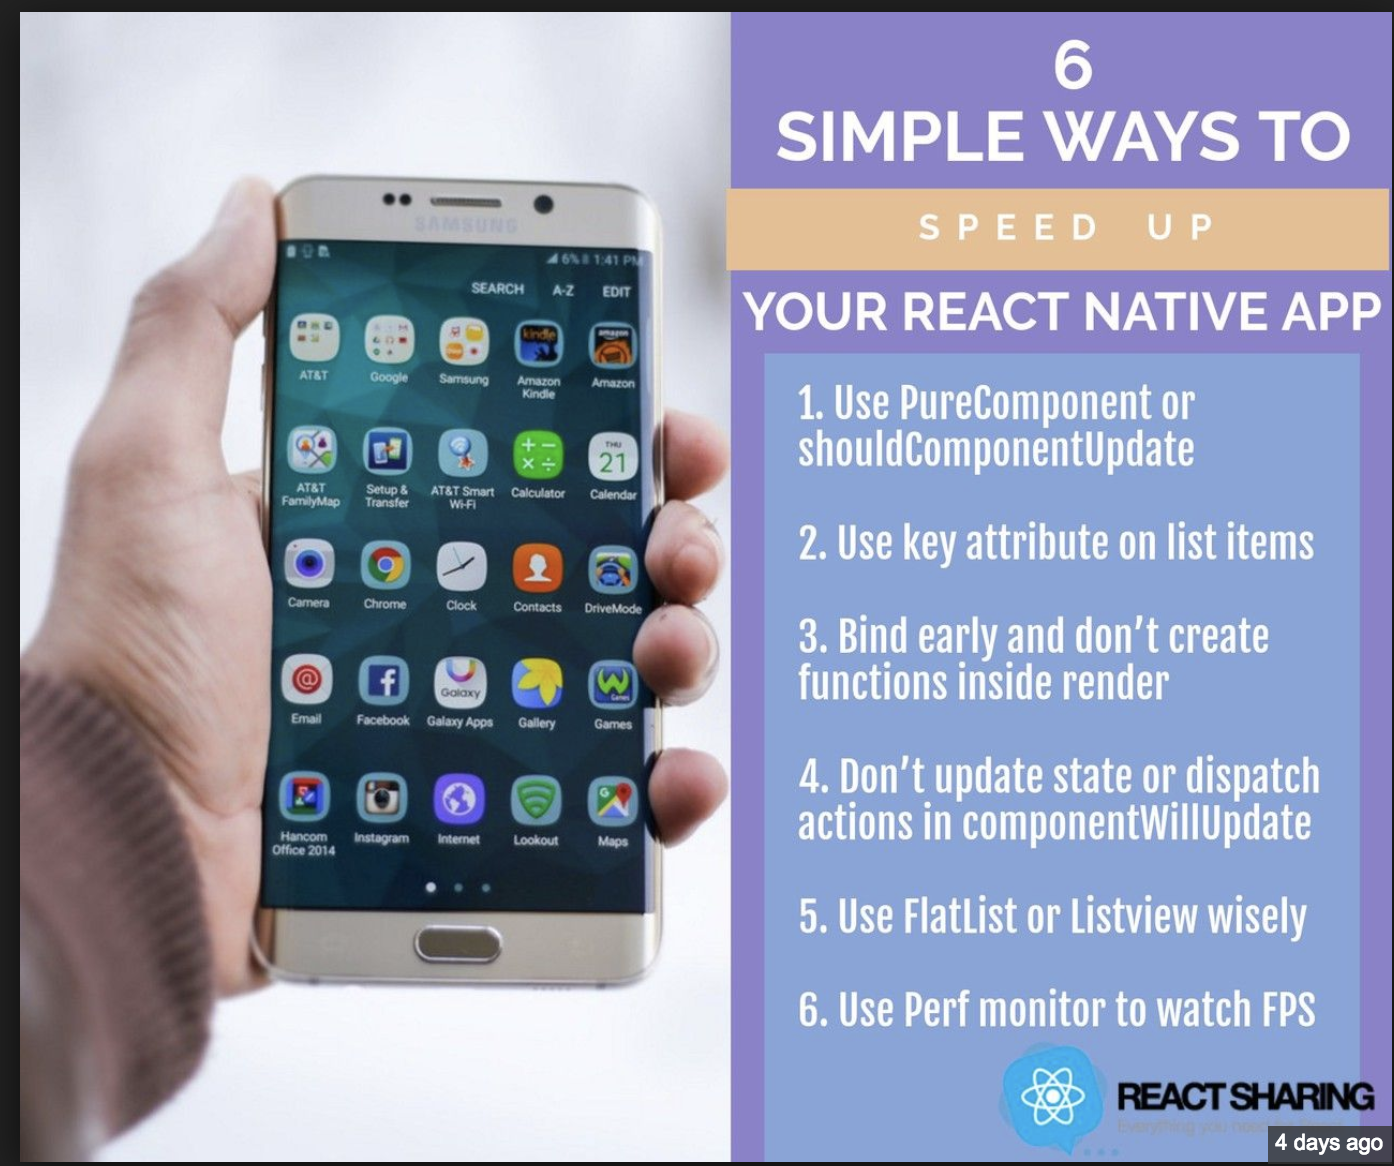 6
SIMPLE WAYS TO
SPEED UP
YOUR REACT NATIVE APP
1. Use PureComponent or
shouldComponentUpdate
2. Use key attribute on list items
3. Bind early and don't create
functions inside render
4. Don't update state or dispatch
actions in componentWillUpdate
5. Use FlatList or Listview wisely
6. Use Perf monitor to watch FPS
REACT SHARING
Everything you need
4 days ago
SAMSUNG
6% 1:41 PM
SEARCH A-Z EDIT
AT&T Google Samsung Amazon Kindle Amazon
kindle amazon
AT&T FamilyMap Setup & Transfer AT&T Smart Wi-Fi Calculator Calendar
THU
21
Camera Chrome Clock Contacts DriveMode
Galaxy
Games
Email Facebook Galaxy Apps Gallery Games
Hancom Office 2014 Instagram Internet Lookout Maps